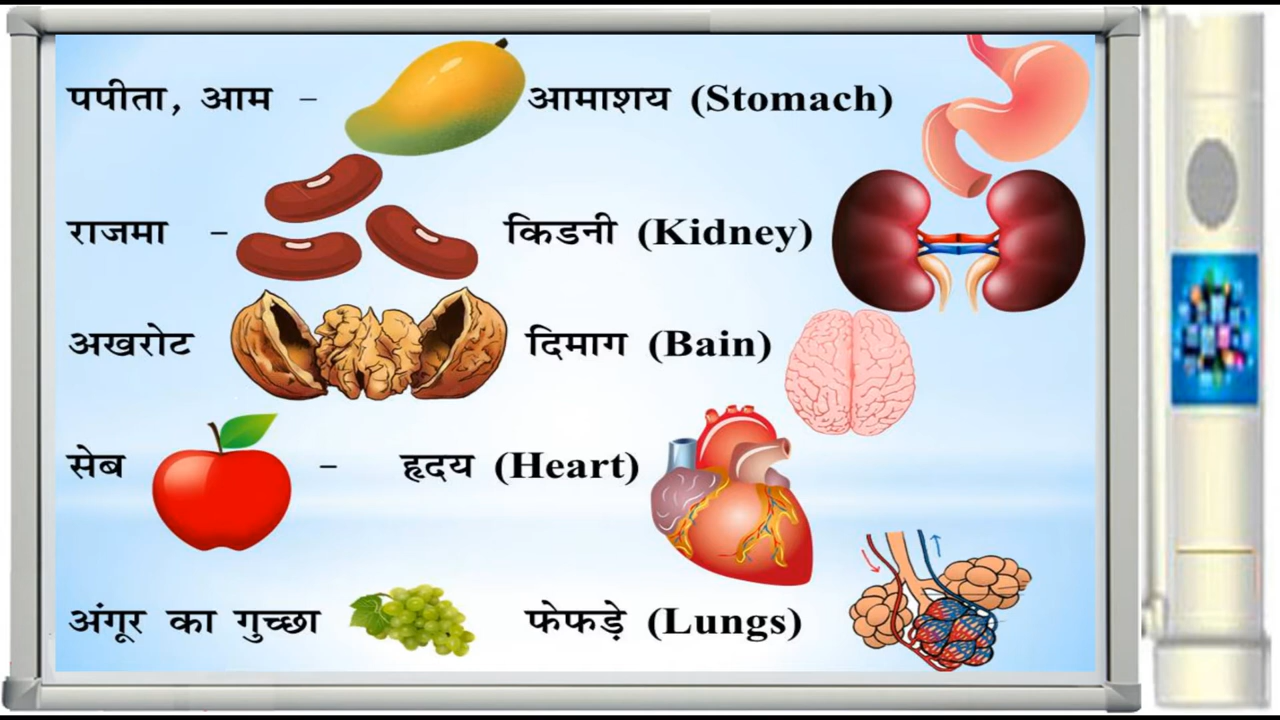 पपीता, आम - आमाशय (Stomach)
राजमा - किडनी (Kidney)
अखरोट दिमाग (Bain)
सेब - हृदय (Heart)
अंगूर का गुच्छा फेफड़े (Lungs)